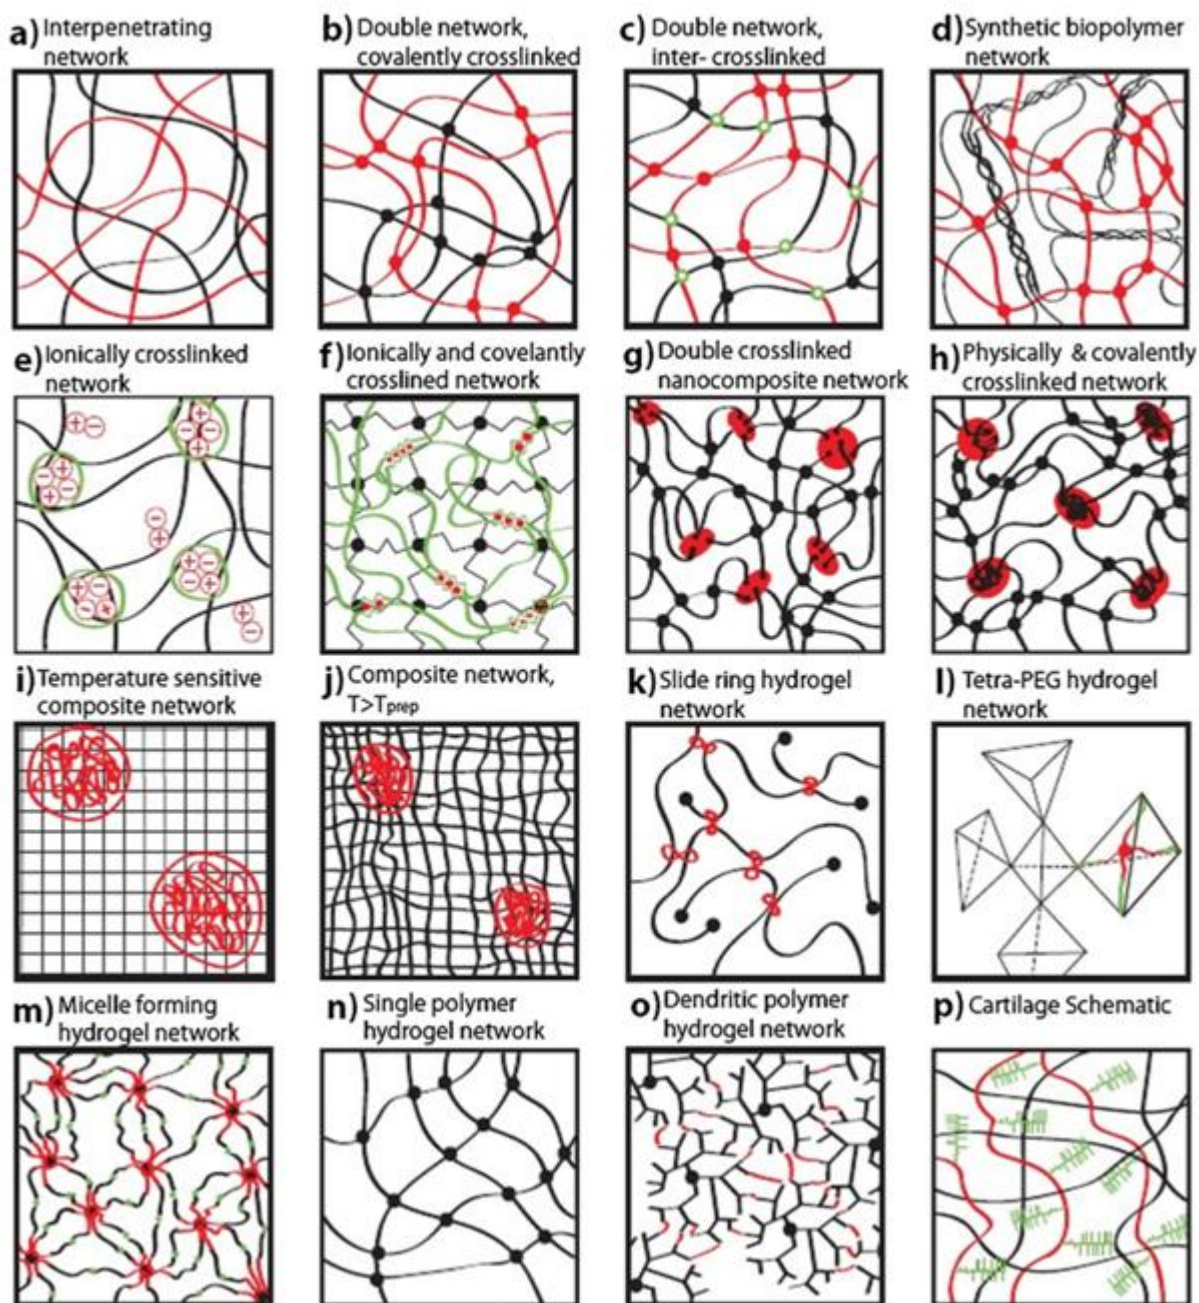 a) Interpenetrating
network
b) Double network,
covalently crosslinked
c) Double network,
inter- crosslinked
d) Synthetic biopolymer
network
e) Ionically crosslinked
network
f) Ionically and covelantly
crosslined network
g) Double crosslinked
nanocomposite network
h) Physically & covalently
crosslinked network
i) Temperature sensitive
composite network
j) Composite network,
T>Tprep
k) Slide ring hydrogel
network
l) Tetra-PEG hydrogel
network
m) Micelle forming
hydrogel network
n) Single polymer
hydrogel network
o) Dendritic polymer
hydrogel network
p) Cartilage Schematic